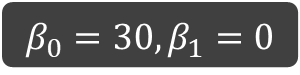 β₀ = 30, β₁ = 0